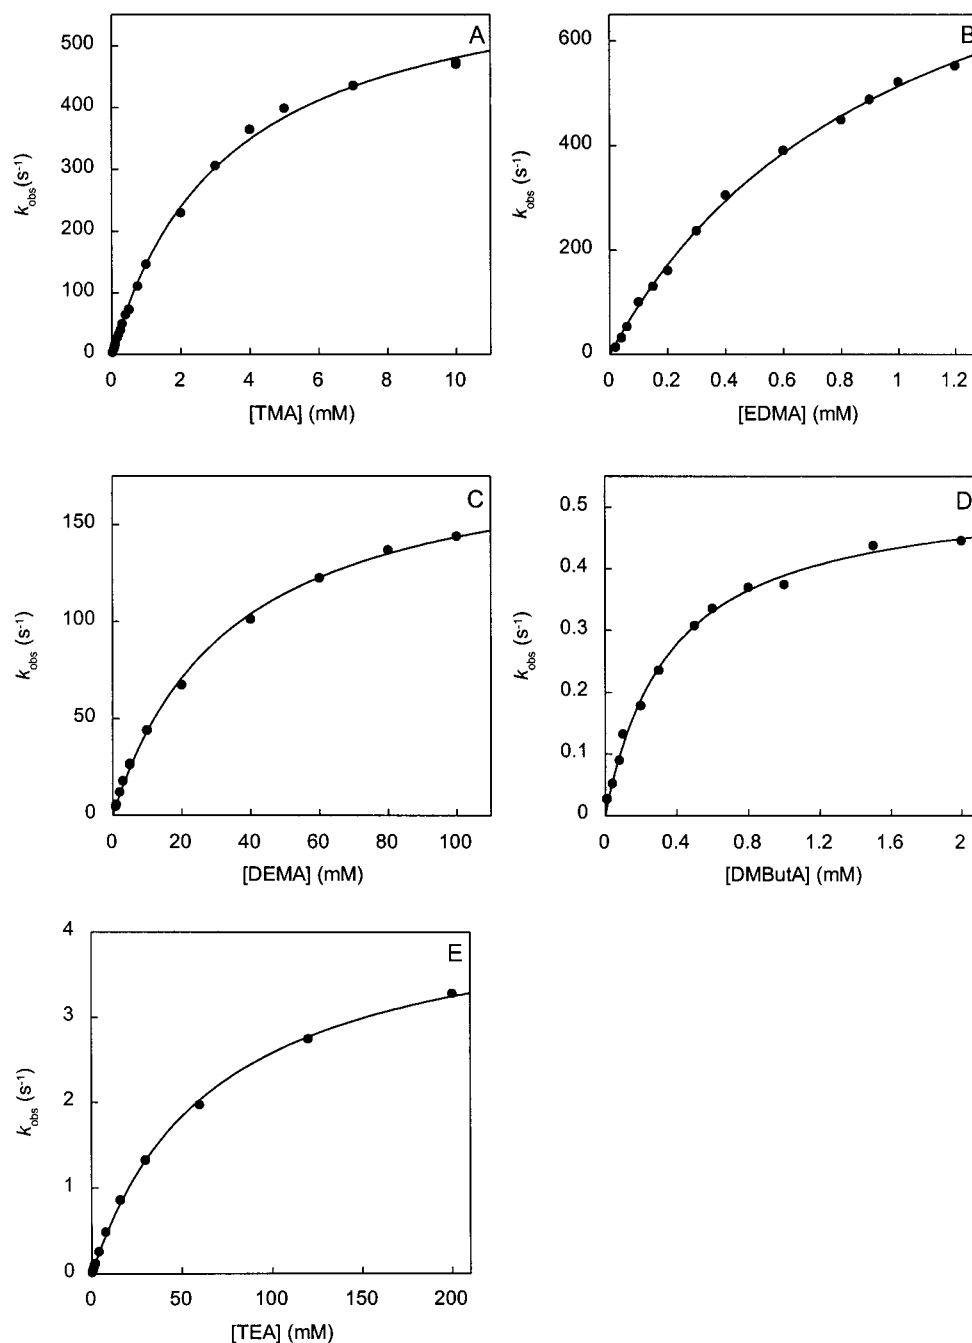 A
500
400
300
200
100
0
k_obs (s⁻¹)
0 2 4 6 8 10
[TMA] (mM)
B
600
400
200
0
k_obs (s⁻¹)
0 0.2 0.4 0.6 0.8 1 1.2
[EDMA] (mM)
C
150
100
50
0
k_obs (s⁻¹)
0 20 40 60 80 100
[DEMA] (mM)
D
0.5
0.4
0.3
0.2
0.1
0
k_obs (s⁻¹)
0 0.4 0.8 1.2 1.6 2
[DMButA] (mM)
E
4
3
2
1
0
k_obs (s⁻¹)
0 50 100 150 200
[TEA] (mM)